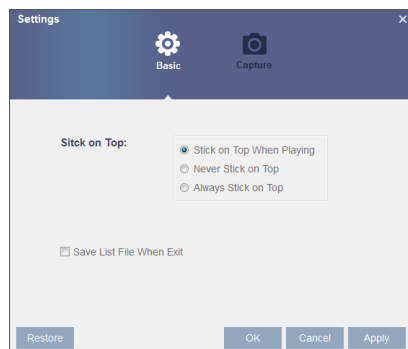 Settings
Basic
Capture
Sitck on Top:
Stick on Top When Playing
Never Stick on Top
Always Stick on Top
Save List File When Exit
Restore
OK
Cancel
Apply